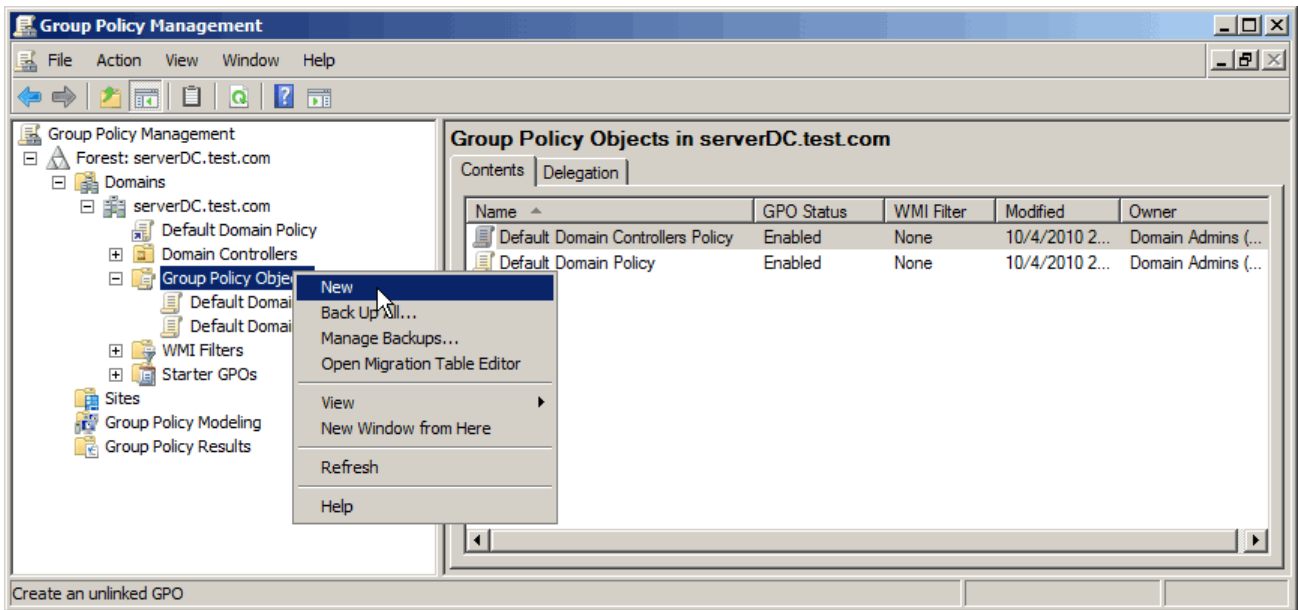 Group Policy Management
File Action View Window Help
Group Policy Management
Forest: serverDC.test.com
Domains
serverDC.test.com
Default Domain Policy
Domain Controllers
Group Policy Obje
Default Domai
Default Domai
WMI Filters
Starter GPOs
Sites
Group Policy Modeling
Group Policy Results
New
Back Up All...
Manage Backups...
Open Migration Table Editor
View
New Window from Here
Refresh
Help
Group Policy Objects in serverDC.test.com
Contents Delegation
Name GPO Status WMI Filter Modified Owner
Default Domain Controllers Policy Enabled None 10/4/2010 2... Domain Admins (...
Default Domain Policy Enabled None 10/4/2010 2... Domain Admins (...
Create an unlinked GPO